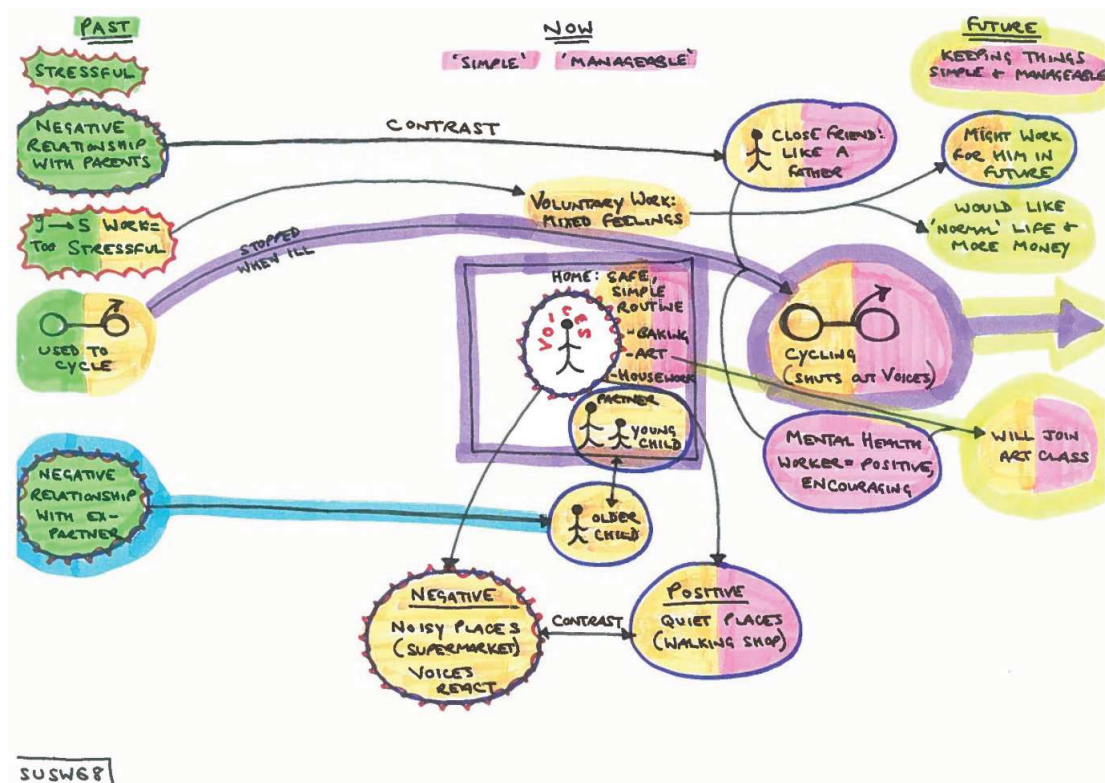 PAST
STRESSFUL
NEGATIVE
RELATIONSHIP
WITH PARENTS
J → S WORK=
TOO STRESSFUL
USED TO
CYCLE
NEGATIVE
RELATIONSHIP
WITH EX-
PARTNER
NOW
'SIMPLE' 'MANAGEABLE'
CONTRAST
CLOSE FRIEND:
LIKE A
FATHER
VOLUNTARY WORK:
MIXED FEELINGS
STOPPED
WHEN ILL
HOME: SAFE,
SIMPLE
ROUTINE
-BAKING
-ART
-HOUSEWORK
VOICES
PARTNER
YOUNG
CHILD
OLDER
CHILD
CYCLING
(SHUTS OUT VOICES)
MENTAL HEALTH
WORKER= POSITIVE,
ENCOURAGING
NEGATIVE
NOISY PLACES
(SUPERMARKET)
VOICES
REACT
CONTRAST
POSITIVE
QUIET PLACES
(WALKING SHOP)
FUTURE
KEEPING THINGS
SIMPLE + MANAGEABLE
MIGHT WORK
FOR HIM IN
FUTURE
WOULD LIKE
'NORMAL' LIFE +
MORE MONEY
WILL JOIN
ART CLASS
SUSW68